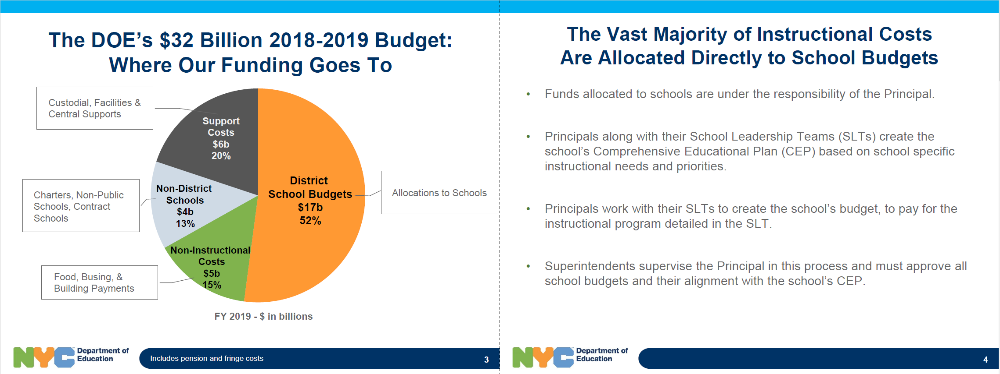 The DOE’s $32 Billion 2018-2019 Budget:
Where Our Funding Goes To
Custodial, Facilities &
Central Supports
Support
Costs
$6b
20%
Charters, Non-Public
Schools, Contract
Schools
Non-District
Schools
$4b
13%
District
School Budgets
$17b
52%
Allocations to Schools
Non-Instructional
Costs
$5b
15%
Food, Busing, &
Building Payments
FY 2019 - $ in billions
NYC
Department of
Education
Includes pension and fringe costs
3
The Vast Majority of Instructional Costs
Are Allocated Directly to School Budgets
• Funds allocated to schools are under the responsibility of the Principal.
• Principals along with their School Leadership Teams (SLTs) create the
school’s Comprehensive Educational Plan (CEP) based on school specific
instructional needs and priorities.
• Principals work with their SLTs to create the school’s budget, to pay for the
instructional program detailed in the SLT.
• Superintendents supervise the Principal in this process and must approve all
school budgets and their alignment with the school’s CEP.
NYC
Department of
Education
4